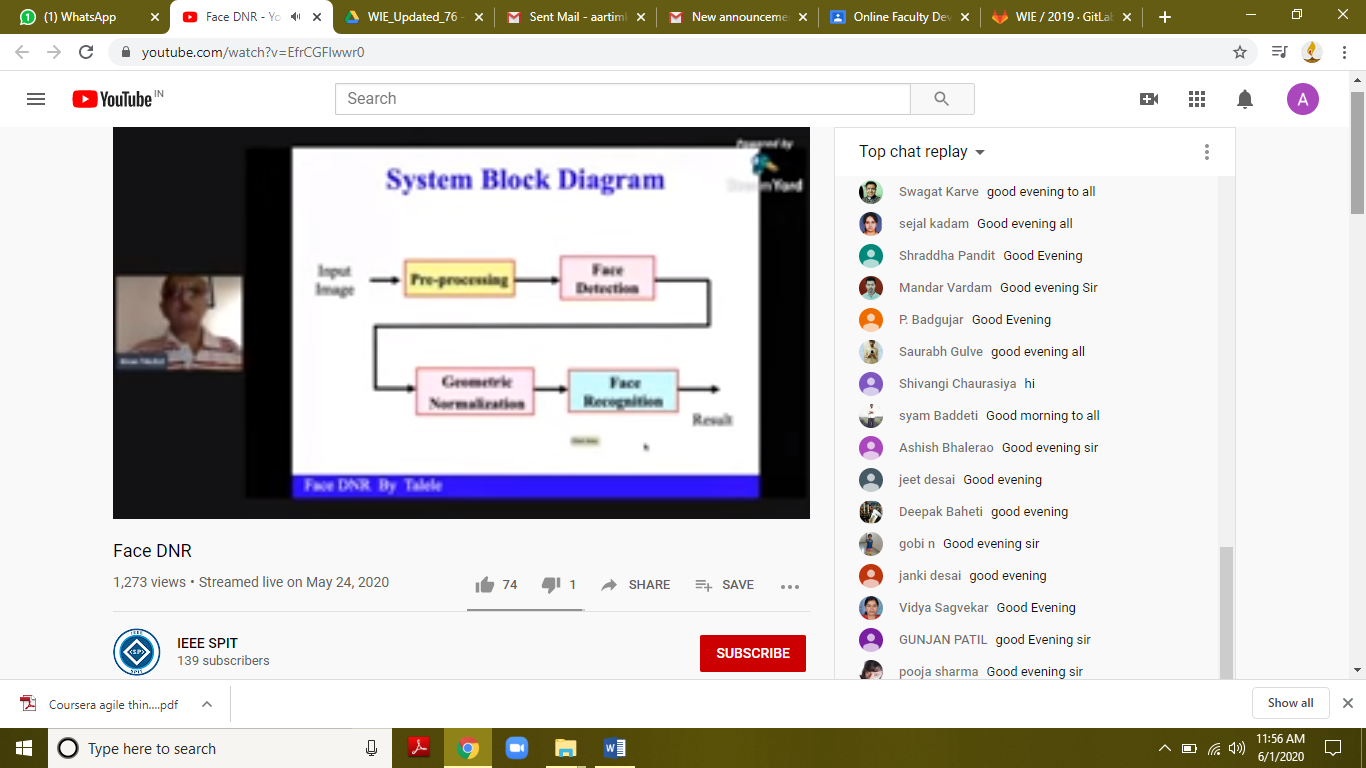 (1) WhatsApp
Face DNR - Yo
WIE_Updated_76 -
Sent Mail - aartim
New announceme
Online Faculty Dev
WIE / 2019 · GitLab
youtube.com/watch?v=EfrCGFlwwr0
YouTube IN
Search
A
Powered by
StreamYard
System Block Diagram
Input
Image
Pre-processing
Face
Detection
Geometric
Normalization
Face
Recognition
Result
Face DNR By Talele
Face DNR
1,273 views • Streamed live on May 24, 2020
74
1
SHARE
SAVE
IEEE
SP
SPIT
IEEE SPIT
139 subscribers
SUBSCRIBE
Top chat replay
Swagat Karve good evening to all
sejal kadam Good evening all
Shraddha Pandit Good Evening
Mandar Vardam Good evening Sir
P. Badgujar Good Evening
Saurabh Gulve good evening all
Shivangi Chaurasiya hi
syam Baddeti Good morning to all
Ashish Bhalerao Good evening sir
jeet desai Good evening
Deepak Baheti good evening
gobi n Good evening sir
janki desai good evening
Vidya Sagvekar Good Evening
GUNJAN PATIL good Evening sir
pooja sharma Good evening sir
Coursera agile thin....pdf
Show all
Type here to search
11:56 AM
6/1/2020